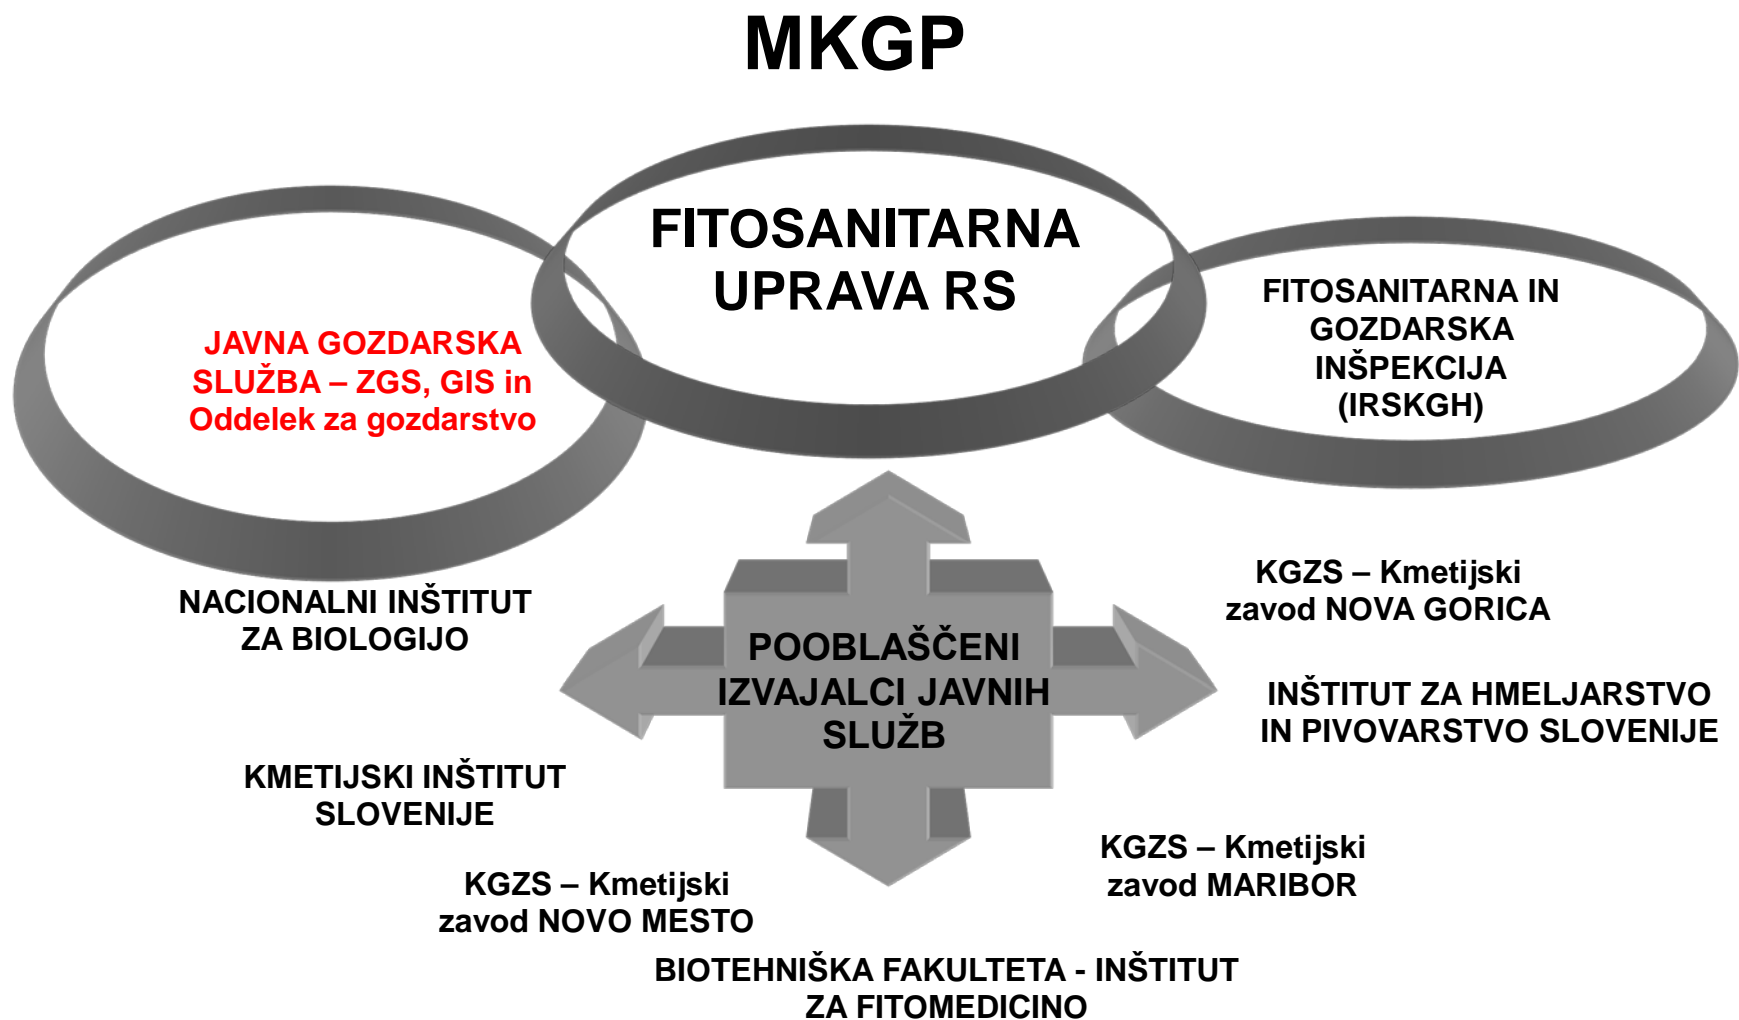 MKGP
FITOSANITARNA
UPRAVA RS
JAVNA GOZDARSKA
SLUŽBA – ZGS, GIS in
Oddelek za gozdarstvo
FITOSANITARNA IN
GOZDARSKA
INŠPEKCIJA
(IRSKGH)
NACIONALNI INŠTITUT
ZA BIOLOGIJO
KGZS – Kmetijski
zavod NOVA GORICA
POOBLAŠČENI
IZVAJALCI JAVNIH
SLUŽB
INŠTITUT ZA HMELJARSTVO
IN PIVOVARSTVO SLOVENIJE
KMETIJSKI INŠTITUT
SLOVENIJE
KGZS – Kmetijski
zavod MARIBOR
KGZS – Kmetijski
zavod NOVO MESTO
BIOTEHNIŠKA FAKULTETA - INŠTITUT
ZA FITOMEDICINO